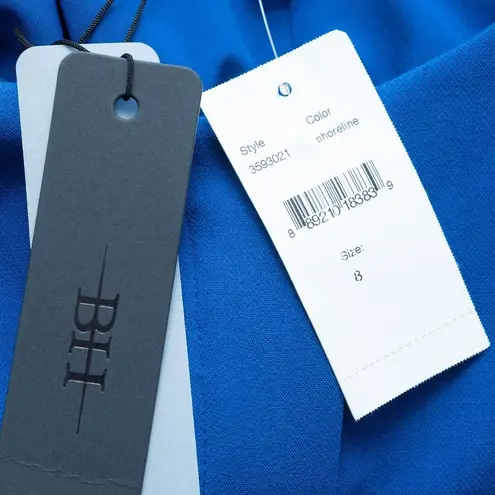 BH
Style
3593021
Color
shoreline
8 89210 18383 9
Size:
8